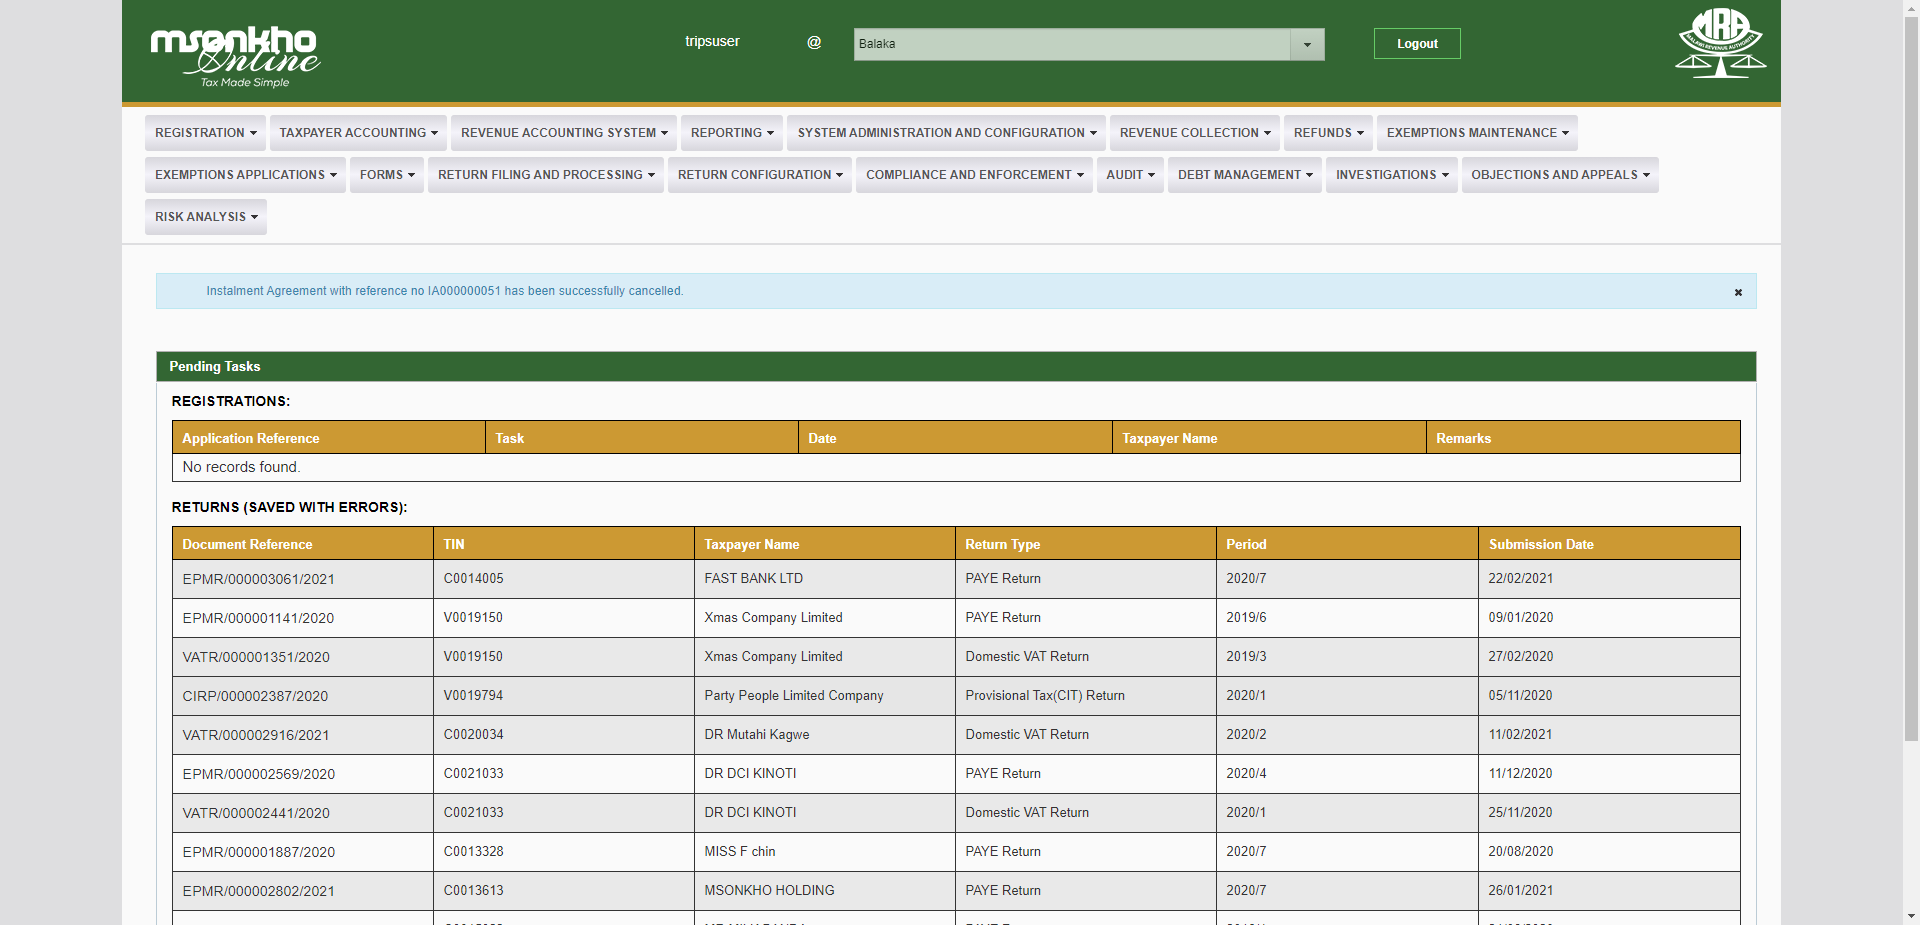 msonkho
Online
Tax Made Simple
tripsuser @ Balaka Logout
MRA
MALAWI REVENUE AUTHORITY
REGISTRATION TAXPAYER ACCOUNTING REVENUE ACCOUNTING SYSTEM REPORTING SYSTEM ADMINISTRATION AND CONFIGURATION REVENUE COLLECTION REFUNDS EXEMPTIONS MAINTENANCE
EXEMPTIONS APPLICATIONS FORMS RETURN FILING AND PROCESSING RETURN CONFIGURATION COMPLIANCE AND ENFORCEMENT AUDIT DEBT MANAGEMENT INVESTIGATIONS OBJECTIONS AND APPEALS
RISK ANALYSIS
Instalment Agreement with reference no IA000000051 has been successfully cancelled.
Pending Tasks
REGISTRATIONS:
Application Reference Task Date Taxpayer Name Remarks
No records found.
RETURNS (SAVED WITH ERRORS):
Document Reference TIN Taxpayer Name Return Type Period Submission Date
EPMR/000003061/2021 C0014005 FAST BANK LTD PAYE Return 2020/7 22/02/2021
EPMR/000001141/2020 V0019150 Xmas Company Limited PAYE Return 2019/6 09/01/2020
VATR/000001351/2020 V0019150 Xmas Company Limited Domestic VAT Return 2019/3 27/02/2020
CIRP/000002387/2020 V0019794 Party People Limited Company Provisional Tax(CIT) Return 2020/1 05/11/2020
VATR/000002916/2021 C0020034 DR Mutahi Kagwe Domestic VAT Return 2020/2 11/02/2021
EPMR/000002569/2020 C0021033 DR DCI KINOTI PAYE Return 2020/4 11/12/2020
VATR/000002441/2020 C0021033 DR DCI KINOTI Domestic VAT Return 2020/1 25/11/2020
EPMR/000001887/2020 C0013328 MISS F chin PAYE Return 2020/7 20/08/2020
EPMR/000002802/2021 C0013613 MSONKHO HOLDING PAYE Return 2020/7 26/01/2021